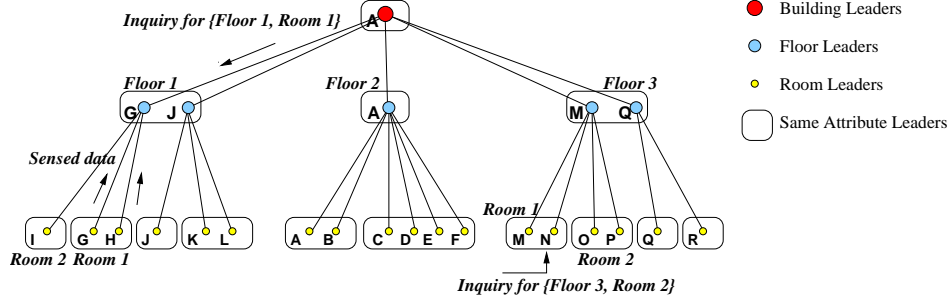 Inquiry for {Floor 1, Room 1}
A
Building Leaders
Floor Leaders
Room Leaders
Same Attribute Leaders
Floor 1
Floor 2
Floor 3
G J
A
M Q
Sensed data
Room 1
I G H J K L A B C D E F M N O P Q R
Room 2 Room 1
Room 2
Inquiry for {Floor 3, Room 2}